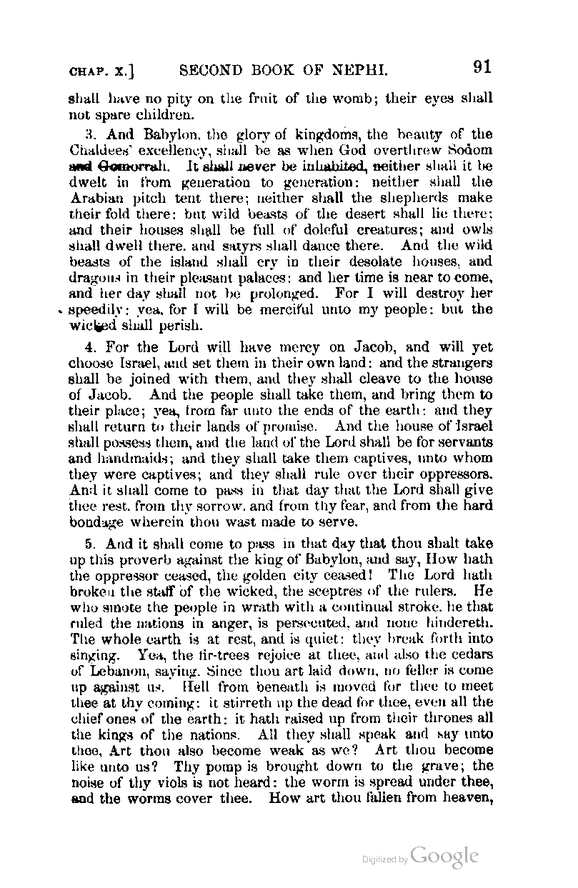 CHAP. X.] SECOND BOOK OF NEPHI. 91
shall have no pity on the fruit of the womb; their eyes shall
not spare children.
3. And Babylon, the glory of kingdoms, the beauty of the
Chaldees' excellency, shall be as when God overthrew Sodom
and Gomorrah. It shall never be inhabited, neither shall it be
dwelt in from generation to generation: neither shall the
Arabian pitch tent there; neither shall the shepherds make
their fold there: but wild beasts of the desert shall lie there;
and their houses shall be full of doleful creatures; and owls
shall dwell there, and satyrs shall dance there. And the wild
beasts of the island shall cry in their desolate houses, and
dragons in their pleasant palaces: and her time is near to come,
and her day shall not be prolonged. For I will destroy her
speedily: yea, for I will be merciful unto my people: but the
wicked shall perish.
4. For the Lord will have mercy on Jacob, and will yet
choose Israel, and set them in their own land: and the strangers
shall be joined with them, and they shall cleave to the house
of Jacob. And the people shall take them, and bring them to
their place; yea, from far unto the ends of the earth: and they
shall return to their lands of promise. And the house of Israel
shall possess them, and the land of the Lord shall be for servants
and handmaids; and they shall take them captives, unto whom
they were captives; and they shall rule over their oppressors.
And it shall come to pass in that day that the Lord shall give
thee rest, from thy sorrow, and from thy fear, and from the hard
bondage wherein thou wast made to serve.
5. And it shall come to pass in that day that thou shalt take
up this proverb against the king of Babylon, and say, How hath
the oppressor ceased, the golden city ceased! The Lord hath
broken the staff of the wicked, the sceptres of the rulers. He
who smote the people in wrath with a continual stroke, he that
ruled the nations in anger, is persecuted, and none hindereth.
The whole earth is at rest, and is quiet: they break forth into
singing. Yea, the fir-trees rejoice at thee, and also the cedars
of Lebanon, saying. Since thou art laid down, no feller is come
up against us. Hell from beneath is moved for thee to meet
thee at thy coming: it stirreth up the dead for thee, even all the
chief ones of the earth: it hath raised up from their thrones all
the kings of the nations. All they shall speak and say unto
thee, Art thou also become weak as we? Art thou become
like unto us? Thy pomp is brought down to the grave; the
noise of thy viols is not heard: the worm is spread under thee,
and the worms cover thee. How art thou fallen from heaven,
Digitized by Google